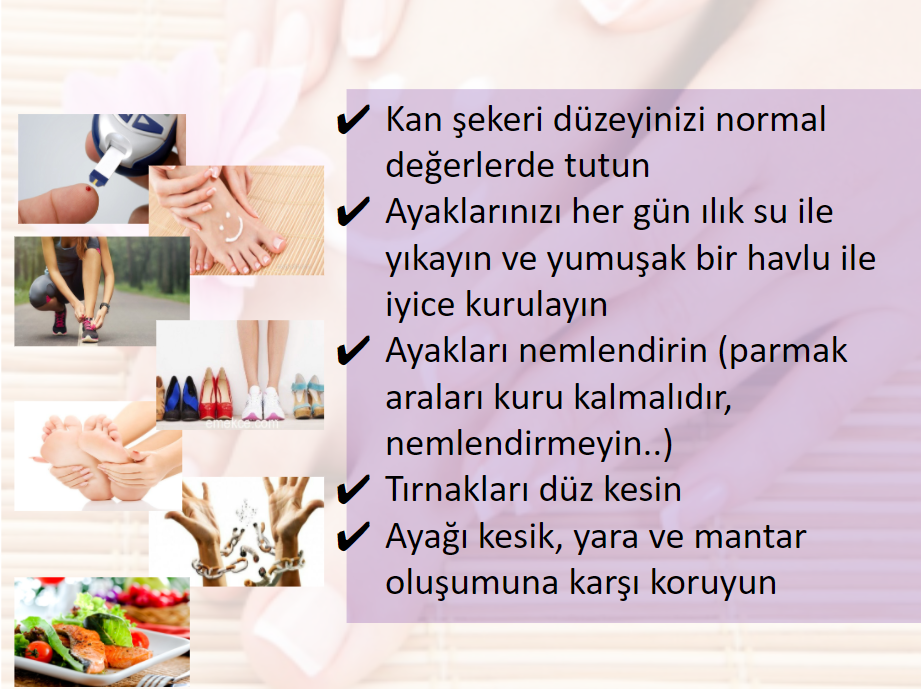 ✔ Kan şekeri düzeyinizi normal
değerlerde tutun
✔ Ayaklarınızı her gün ılık su ile
yıkayın ve yumuşak bir havlu ile
iyice kurulayın
✔ Ayakları nemlendirin (parmak
araları kuru kalmalıdır,
nemlendirmeyin..)
✔ Tırnakları düz kesin
✔ Ayağı kesik, yara ve mantar
oluşumuna karşı koruyun
emekce.com